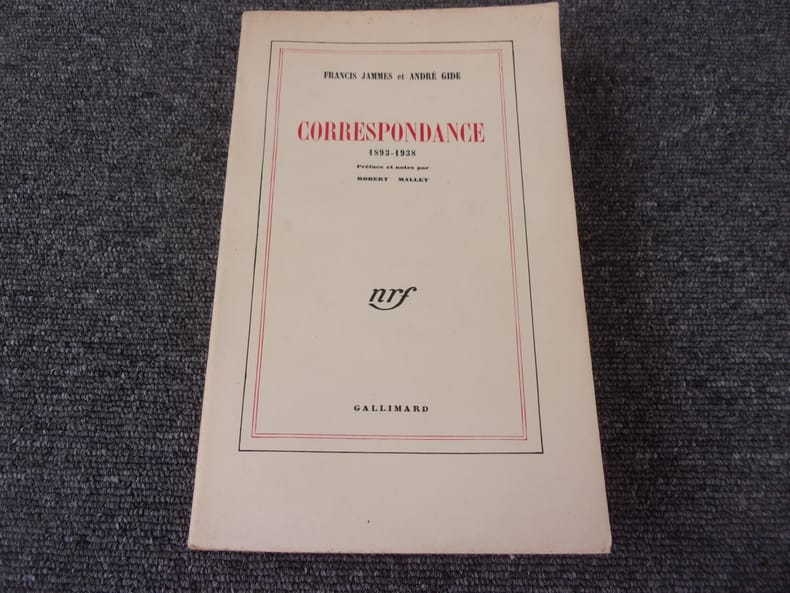 FRANCIS JAMMES et ANDRÉ GIDE
CORRESPONDANCE
1893-1938
Préface et notes par
ROBERT MALLET
nrf
GALLIMARD